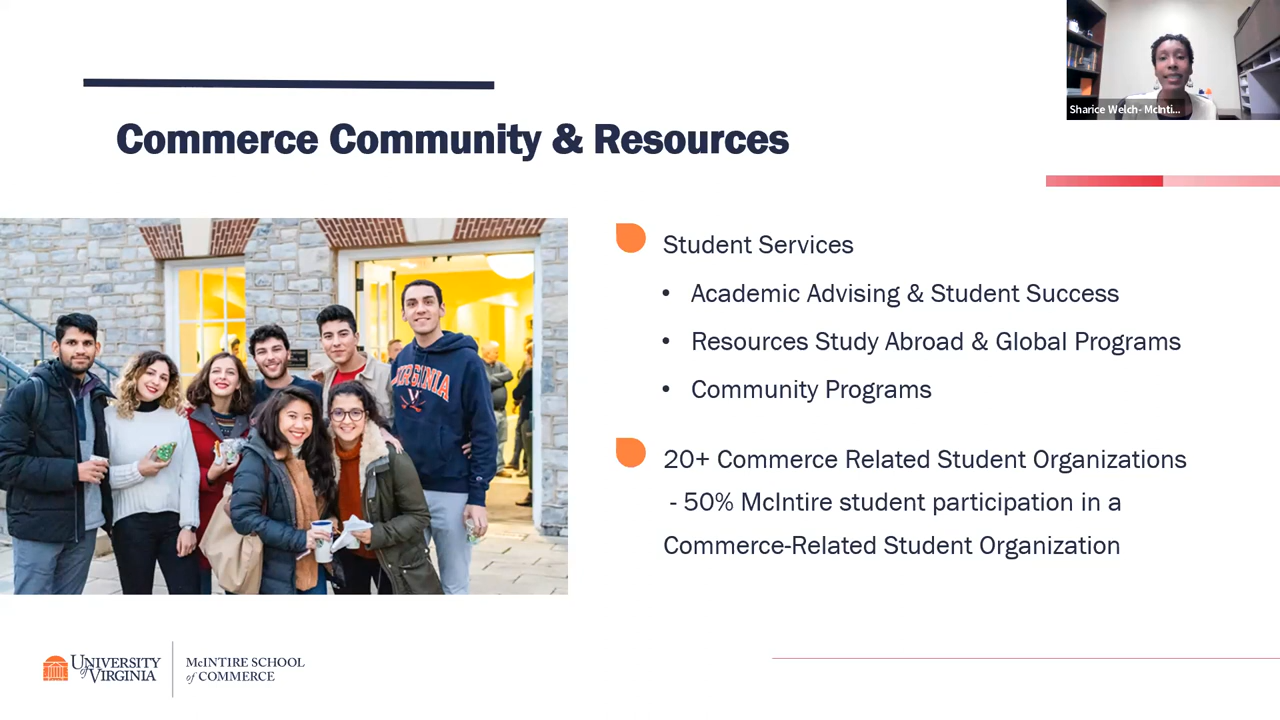 Sharice Welch- McInti...
Commerce Community & Resources
Student Services
• Academic Advising & Student Success
• Resources Study Abroad & Global Programs
• Community Programs
20+ Commerce Related Student Organizations
- 50% McIntire student participation in a
Commerce-Related Student Organization
VIRGINIA
UNIVERSITY
of VIRGINIA
McINTIRE SCHOOL
of COMMERCE